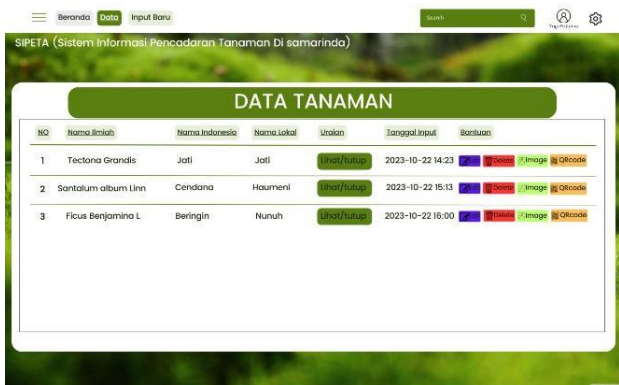 Beranda Data Input Baru Search
SIPETA (Sistem Informasi Pencadaran Tanaman Di samarinda)
DATA TANAMAN
NO Nama Ilmiah Nama Indonesia Nama Lokal Uraian Tanggal Input Bantuan
1 Tectona Grandis Jati Jati Lihat/tutup 2023-10-22 14:23 Delete Image QRcode
2 Santalum album Linn Cendana Haumeni Lihat/tutup 2023-10-22 15:13 Delete Image QRcode
3 Ficus Benjamina L Beringin Nunuh Lihat/tutup 2023-10-22 16:00 Delete Image QRcode